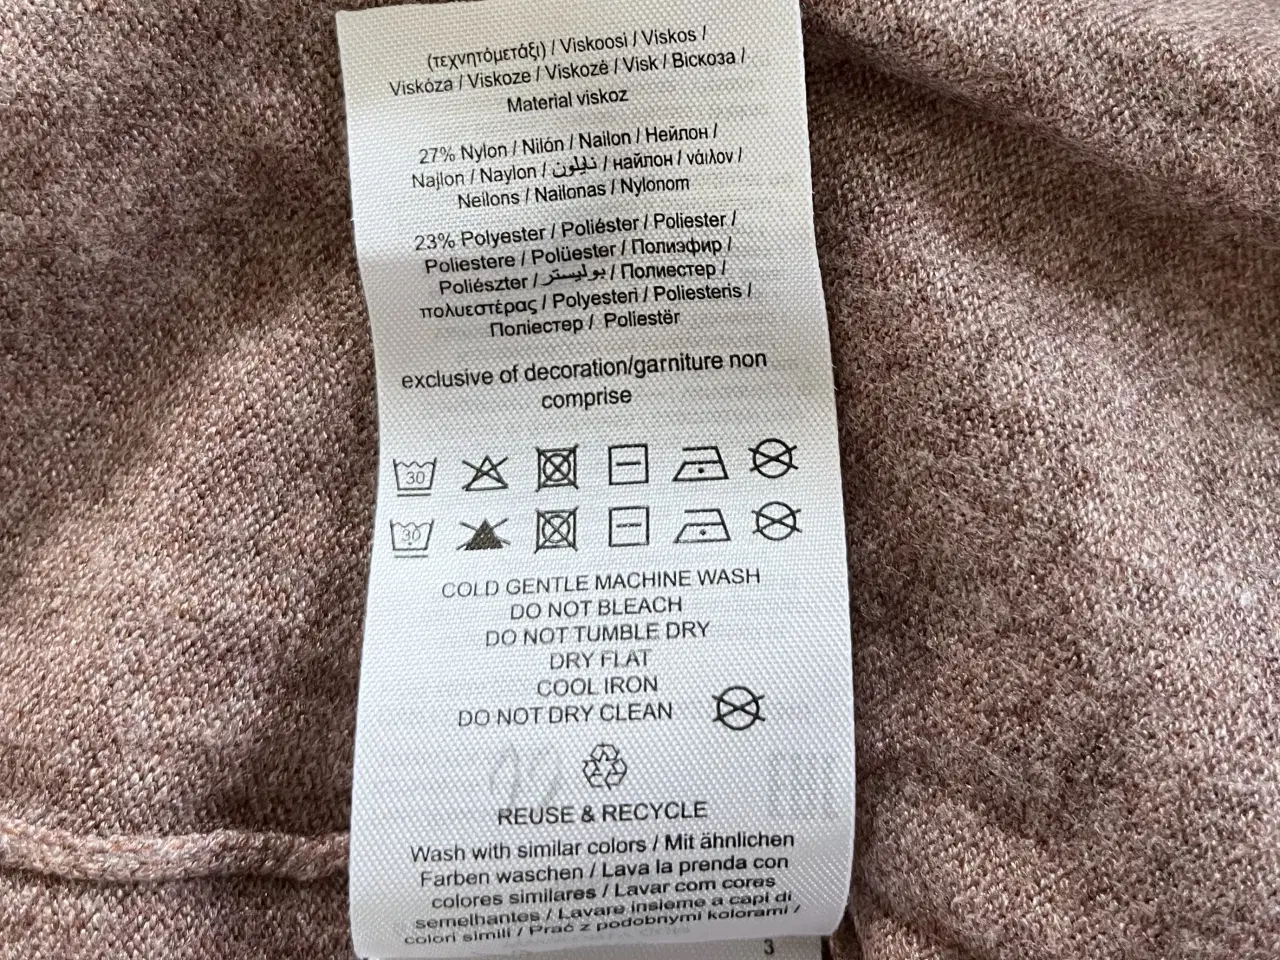 (τεχνητόμετάξι) / Viskoosi / Viskos /
Viskóza / Viskoze / Viskozė / Visk / Віскоза /
Material viskoz
27% Nylon / Nilón / Nailon / Нейлон /
Najlon / Naylon / نايلون / найлон / νάιλον /
Neilons / Nailonas / Nylonom
23% Polyester / Poliéster / Poliester /
Poliestere / Polüester / Полиэфир /
Poliészter / بوليستر / Полиестер /
πολυεστέρας / Polyesteri / Poliesteris /
Поліестер / Poliestër
exclusive of decoration/garniture non
comprise
30
30
COLD GENTLE MACHINE WASH
DO NOT BLEACH
DO NOT TUMBLE DRY
DRY FLAT
COOL IRON
DO NOT DRY CLEAN
REUSE & RECYCLE
Wash with similar colors / Mit ähnlichen
Farben waschen / Lava la prenda con
colores similares / Lavar com cores
semelhantes / Lavare insieme a capi di
colori simili / Prać z podobnymi kolorami /
3